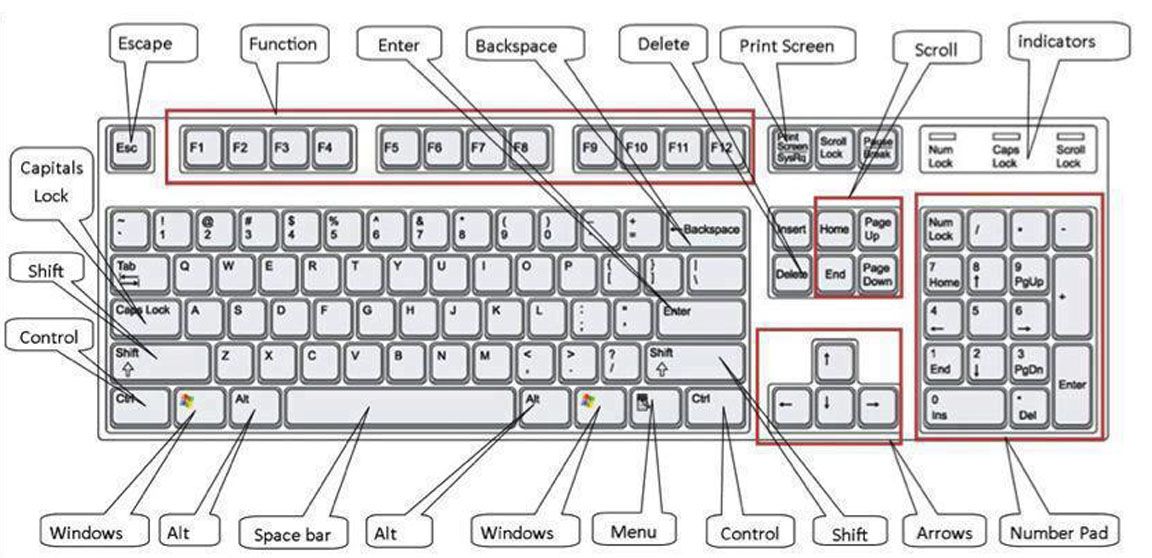 Escape
Function
Enter
Backspace
Delete
Print Screen
Scroll
indicators
Capitals
Lock
Shift
Control
Esc
F1 F2 F3 F4 F5 F6 F7 F8 F9 F10 F11 F12
Print
Screen
SysRq
Scroll
Lock
Pause
Break
Num
Lock
Caps
Lock
Scroll
Lock
~ ! @ # $ % ^ & * ( ) _ +
` 1 2 3 4 5 6 7 8 9 0 - =
←Backspace
Insert
Home
Page
Up
Num
Lock
/ * -
Tab
Q W E R T Y U I O P { } |
[ ] \
Delete
End
Page
Down
7
Home
8
↑
9
PgUp
+
Caps Lock
A S D F G H J K L : "
; '
Enter
4
←
5
6
→
Shift
⇧
Z X C V B N M < > ?
, . /
Shift
⇧
↑
1
End
2
↓
3
PgDn
Enter
Ctrl
Alt
Alt
Ctrl
← ↓ →
0
Ins
.
Del
Windows
Alt
Space bar
Alt
Windows
Menu
Control
Shift
Arrows
Number Pad